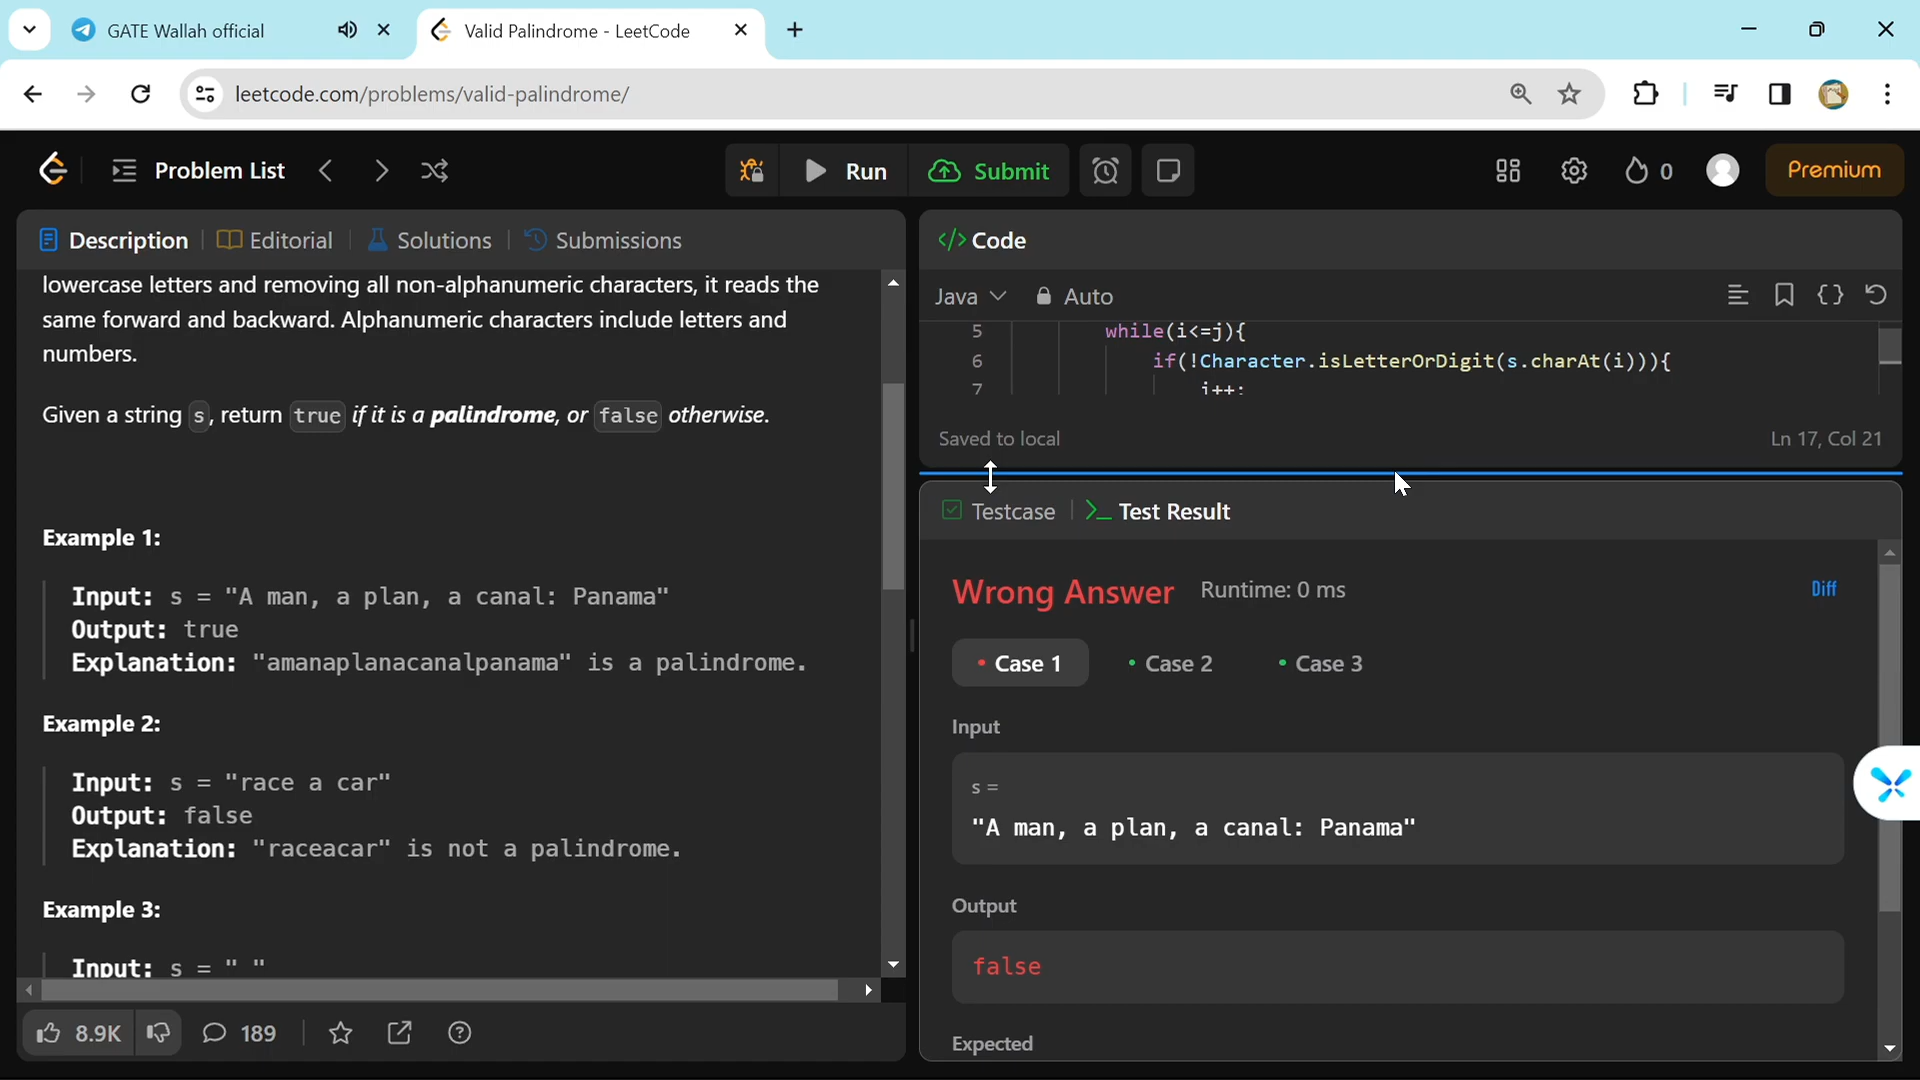 GATE Wallah official
Valid Palindrome - LeetCode
leetcode.com/problems/valid-palindrome/
Problem List
Run
Submit
0
Premium
Description
Editorial
Solutions
Submissions
lowercase letters and removing all non-alphanumeric characters, it reads the
same forward and backward. Alphanumeric characters include letters and
numbers.
Given a string s, return true if it is a palindrome, or false otherwise.
Example 1:
Input: s = "A man, a plan, a canal: Panama"
Output: true
Explanation: "amanaplanacanalpanama" is a palindrome.
Example 2:
Input: s = "race a car"
Output: false
Explanation: "raceacar" is not a palindrome.
Example 3:
Input: s = " "
8.9K
189
</> Code
Java
Auto
5 while(i<=j){
6 if(!Character.isLetterOrDigit(s.charAt(i))){
7 i++;
Saved to local
Ln 17, Col 21
Testcase
>_ Test Result
Wrong Answer Runtime: 0 ms
Diff
Case 1
Case 2
Case 3
Input
s =
"A man, a plan, a canal: Panama"
Output
false
Expected